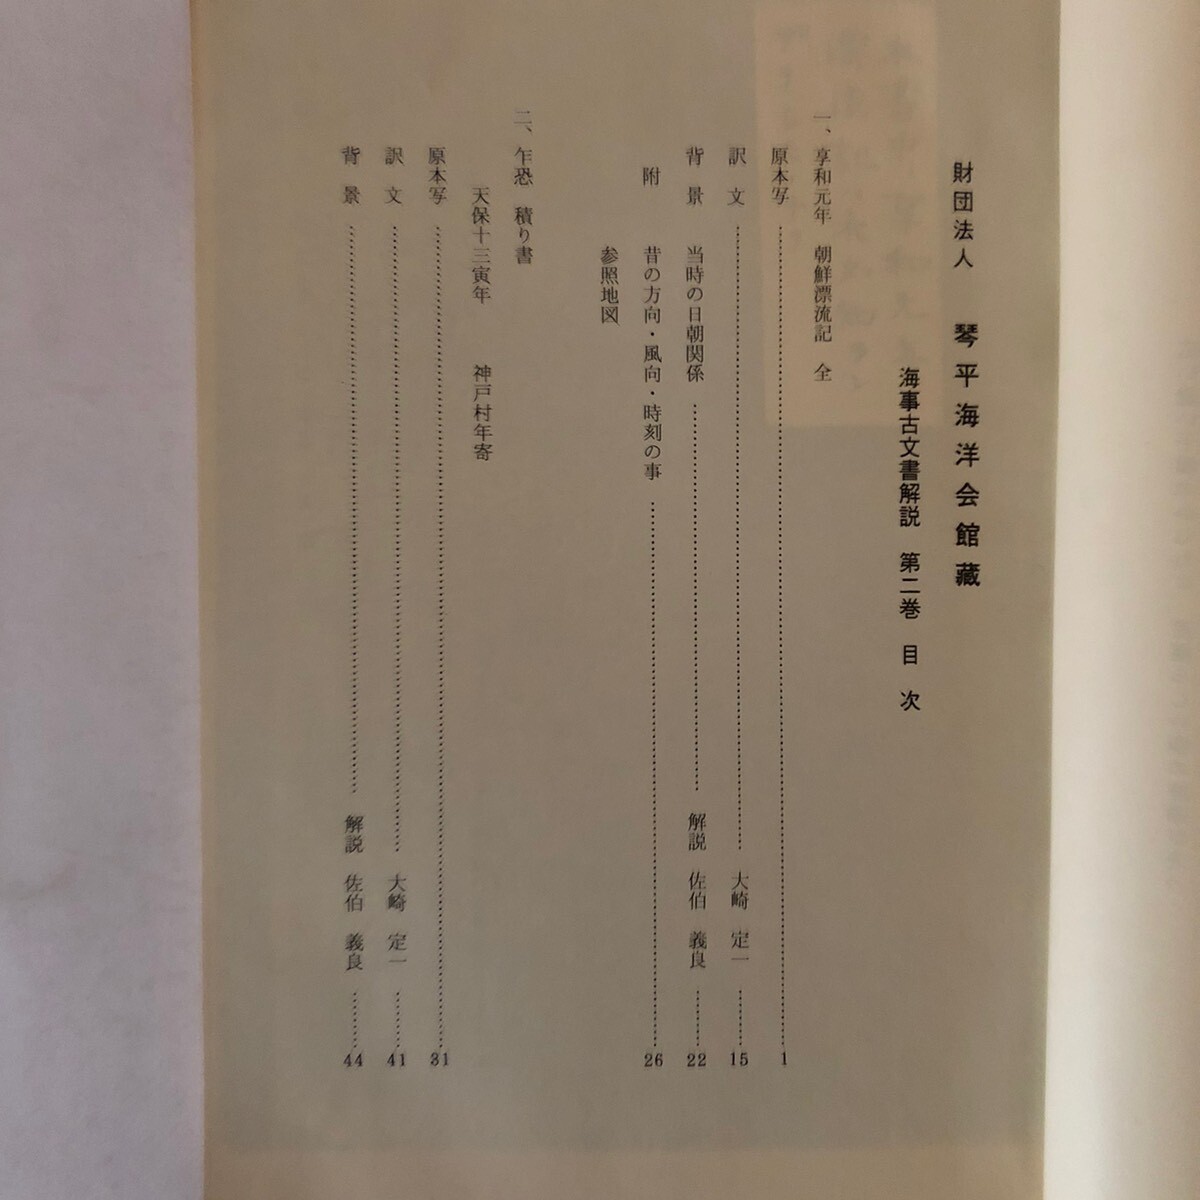 財団法人　琴平海洋会館藏
海事古文書解説　第二巻　目　次
一、享和元年　朝鮮漂流記　全
原本写……1
訳　文……大崎　定一……15
背　景　当時の日朝関係……解説　佐伯　義良……22
附　昔の方向・風向・時刻の事……26
参照地図
二、乍恐　積り書
天保十三寅年　神戸村年寄
原本写……31
訳　文……大崎　定一……41
背　景……解説　佐伯　義良……44